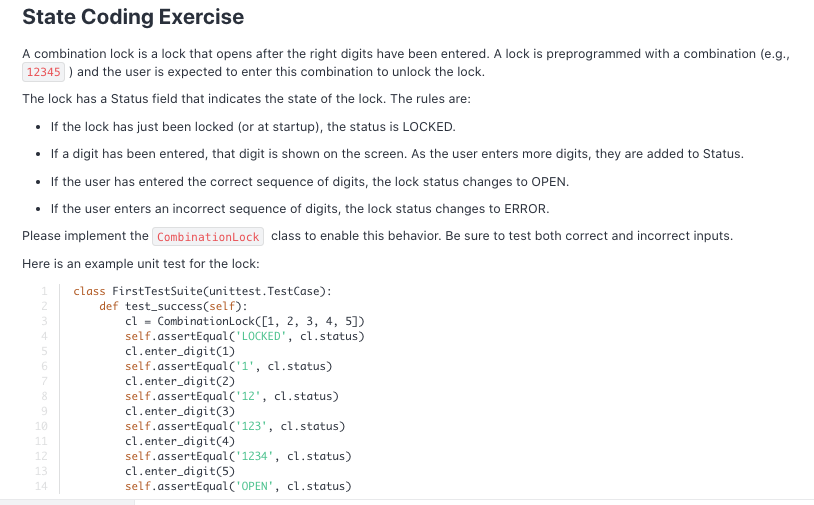 State Coding Exercise
A combination lock is a lock that opens after the right digits have been entered. A lock is preprogrammed with a combination (e.g.,
12345 ) and the user is expected to enter this combination to unlock the lock.
The lock has a Status field that indicates the state of the lock. The rules are:
• If the lock has just been locked (or at startup), the status is LOCKED.
• If a digit has been entered, that digit is shown on the screen. As the user enters more digits, they are added to Status.
• If the user has entered the correct sequence of digits, the lock status changes to OPEN.
• If the user enters an incorrect sequence of digits, the lock status changes to ERROR.
Please implement the CombinationLock class to enable this behavior. Be sure to test both correct and incorrect inputs.
Here is an example unit test for the lock:
1 class FirstTestSuite(unittest.TestCase):
2     def test_success(self):
3         cl = CombinationLock([1, 2, 3, 4, 5])
4         self.assertEqual('LOCKED', cl.status)
5         cl.enter_digit(1)
6         self.assertEqual('1', cl.status)
7         cl.enter_digit(2)
8         self.assertEqual('12', cl.status)
9         cl.enter_digit(3)
10         self.assertEqual('123', cl.status)
11         cl.enter_digit(4)
12         self.assertEqual('1234', cl.status)
13         cl.enter_digit(5)
14         self.assertEqual('OPEN', cl.status)